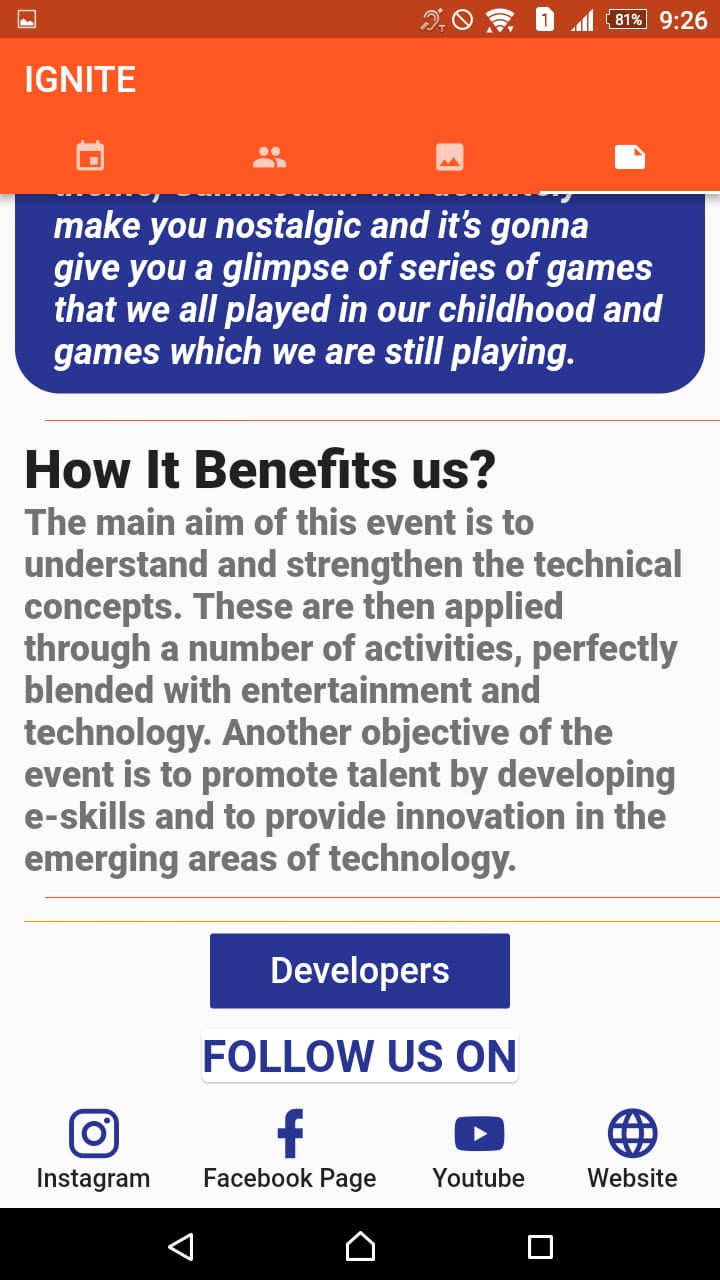 81% 9:26
1
IGNITE
make you nostalgic and it's gonna
give you a glimpse of series of games
that we all played in our childhood and
games which we are still playing.
How It Benefits us?
The main aim of this event is to
understand and strengthen the technical
concepts. These are then applied
through a number of activities, perfectly
blended with entertainment and
technology. Another objective of the
event is to promote talent by developing
e-skills and to provide innovation in the
emerging areas of technology.
Developers
FOLLOW US ON
Instagram Facebook Page Youtube Website